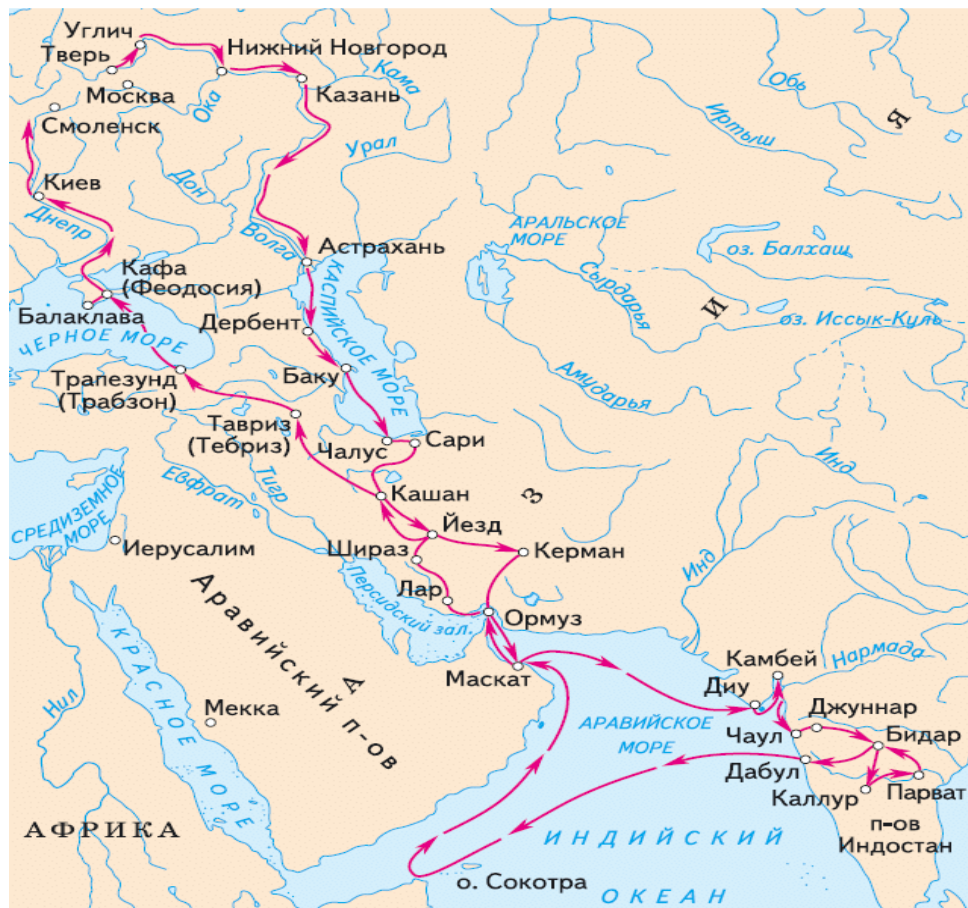 Углич
Тверь
Нижний Новгород
Кама
Казань
Москва
Ока
Обь
Иртыш
Я
Смоленск
Урал
Дон
Киев
Днепр
Волга
Астрахань
АРАЛЬСКОЕ
МОРЕ
оз. Балхаш
Кафа
(Феодосия)
КАСПИЙСКОЕ МОРЕ
Сырдарья
И
Балаклава
Дербент
оз. Иссык-Куль
ЧЕРНОЕ МОРЕ
Баку
Трапезунд
(Трабзон)
Амударья
Тавриз
(Тебриз)
Чалус
Сари
Инд
Тигр
Евфрат
Кашан
З
СРЕДИЗЕМНОЕ
МОРЕ
Йезд
Иерусалим
Шираз
Керман
Инд
Лар
Персидский зал.
Ормуз
Аравийский п-ов
КРАСНОЕ МОРЕ
Маскат
Камбей
Нармада
А
Диу
Джуннар
Нил
Мекка
АРАВИЙСКОЕ
МОРЕ
Чаул
Бидар
Дабул
Каллур
Парват
АФРИКА
п-ов
Индостан
ИНДИЙСКИЙ
о. Сокотра
ОКЕАН